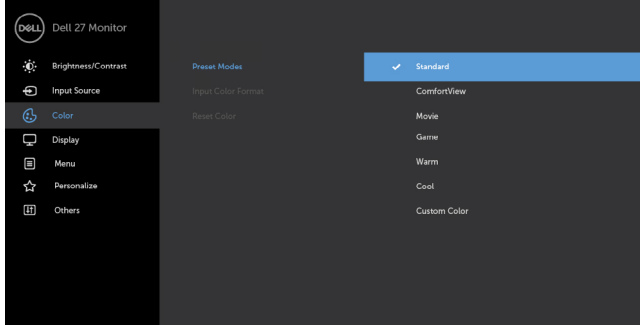 DELL Dell 27 Monitor
Brightness/Contrast Preset Modes Standard
Input Source Input Color Format ComfortView
Color Reset Color Movie
Display Game
Menu Warm
Personalize Cool
Others Custom Color